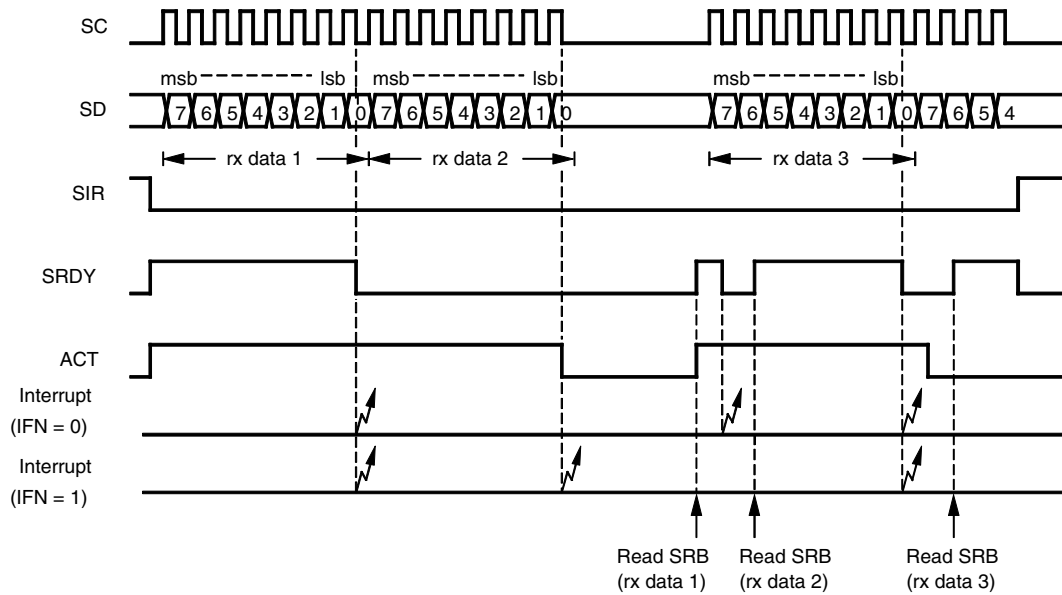 SC
msb lsb msb lsb msb lsb
SD 7 6 5 4 3 2 1 0 7 6 5 4 3 2 1 0 7 6 5 4 3 2 1 0 7 6 5 4
rx data 1 rx data 2 rx data 3
SIR
SRDY
ACT
Interrupt
(IFN = 0)
Interrupt
(IFN = 1)
Read SRB Read SRB Read SRB
(rx data 1) (rx data 2) (rx data 3)